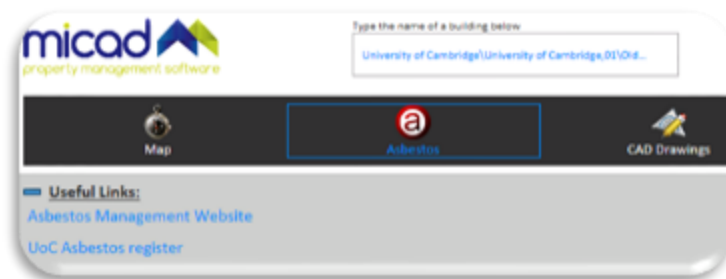 Type the name of a building below
micad
University of Cambridge\University of Cambridge,01\Old...
property management software
a
Map
Asbestos
CAD Drawings
Useful Links:
Asbestos Management Website
UoC Asbestos register